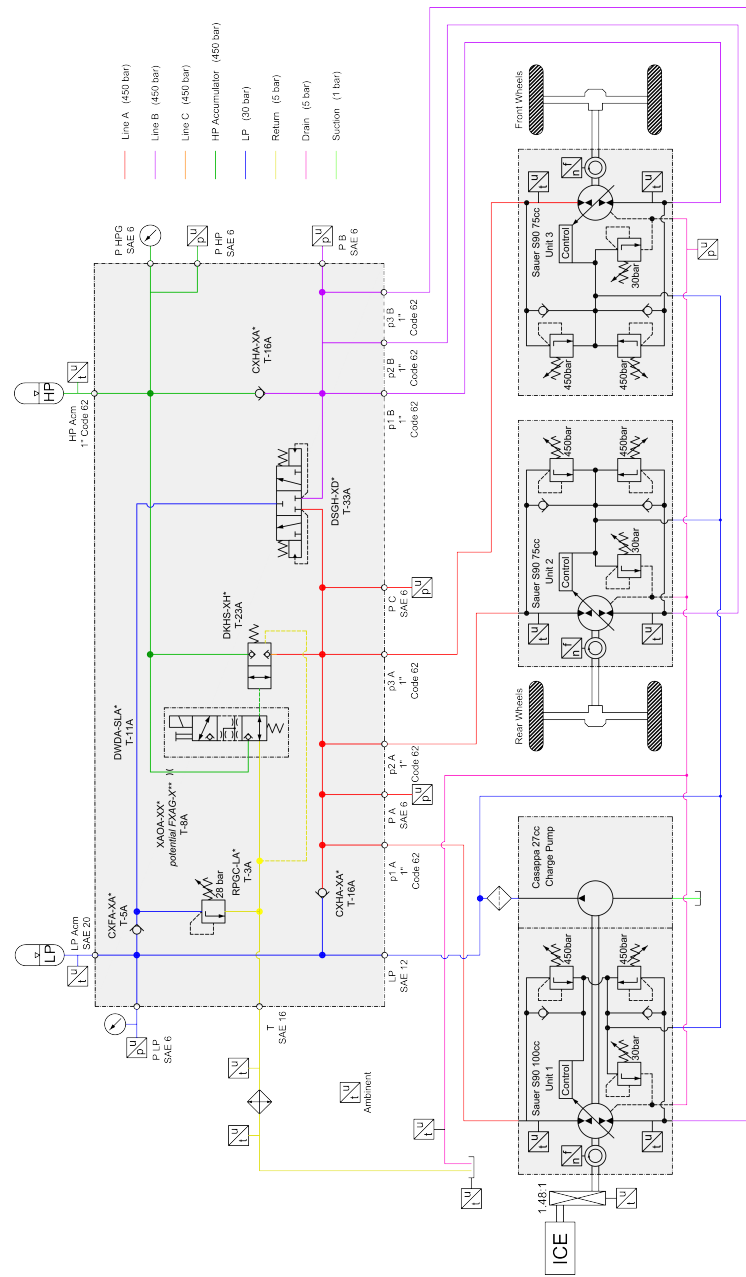 Line A (450 bar)
Line B (450 bar)
Line C (450 bar)
HP Accumulator (450 bar)
LP (30 bar)
Return (5 bar)
Drain (5 bar)
Suction (1 bar)
LP
u
t
LP Acm
SAE 20
HP
u
t
HP Acm
1" Code 62
u
p
P LP
SAE 6
CXFA-XA*
T-5A
DWDA-SLA*
T-11A
P HPG
SAE 6
u
p
P HP
SAE 6
XAOA-XX*
potential FXAG-X**
T-8A
28 bar
RPGC-LA*
T-3A
DKHS-XH*
T-23A
CXHA-XA*
T-16A
DSGH-XD*
T-33A
T
SAE 16
u
t
u
t
u
t
Ambinent
CXHA-XA*
T-16A
u
p
P B
SAE 6
LP
SAE 12
p1 A
1"
Code 62
P A
SAE 6
u
p
p2 A
1"
Code 62
p3 A
1"
Code 62
P C
SAE 6
u
p
p1 B
1"
Code 62
p2 B
1"
Code 62
p3 B
1"
Code 62
u
t
u
t
ICE
1.48:1
u
t
f
n
u
t
u
t
Sauer S90 100cc
Unit 1
Control
30bar
450bar
450bar
Casappa 27cc
Charge Pump
Rear Wheels
f
n
u
t
u
t
Sauer S90 75cc
Unit 2
Control
30bar
450bar
450bar
450bar
450bar
Sauer S90 75cc
Unit 3
Control
30bar
u
t
u
t
f
n
Front Wheels
u
p